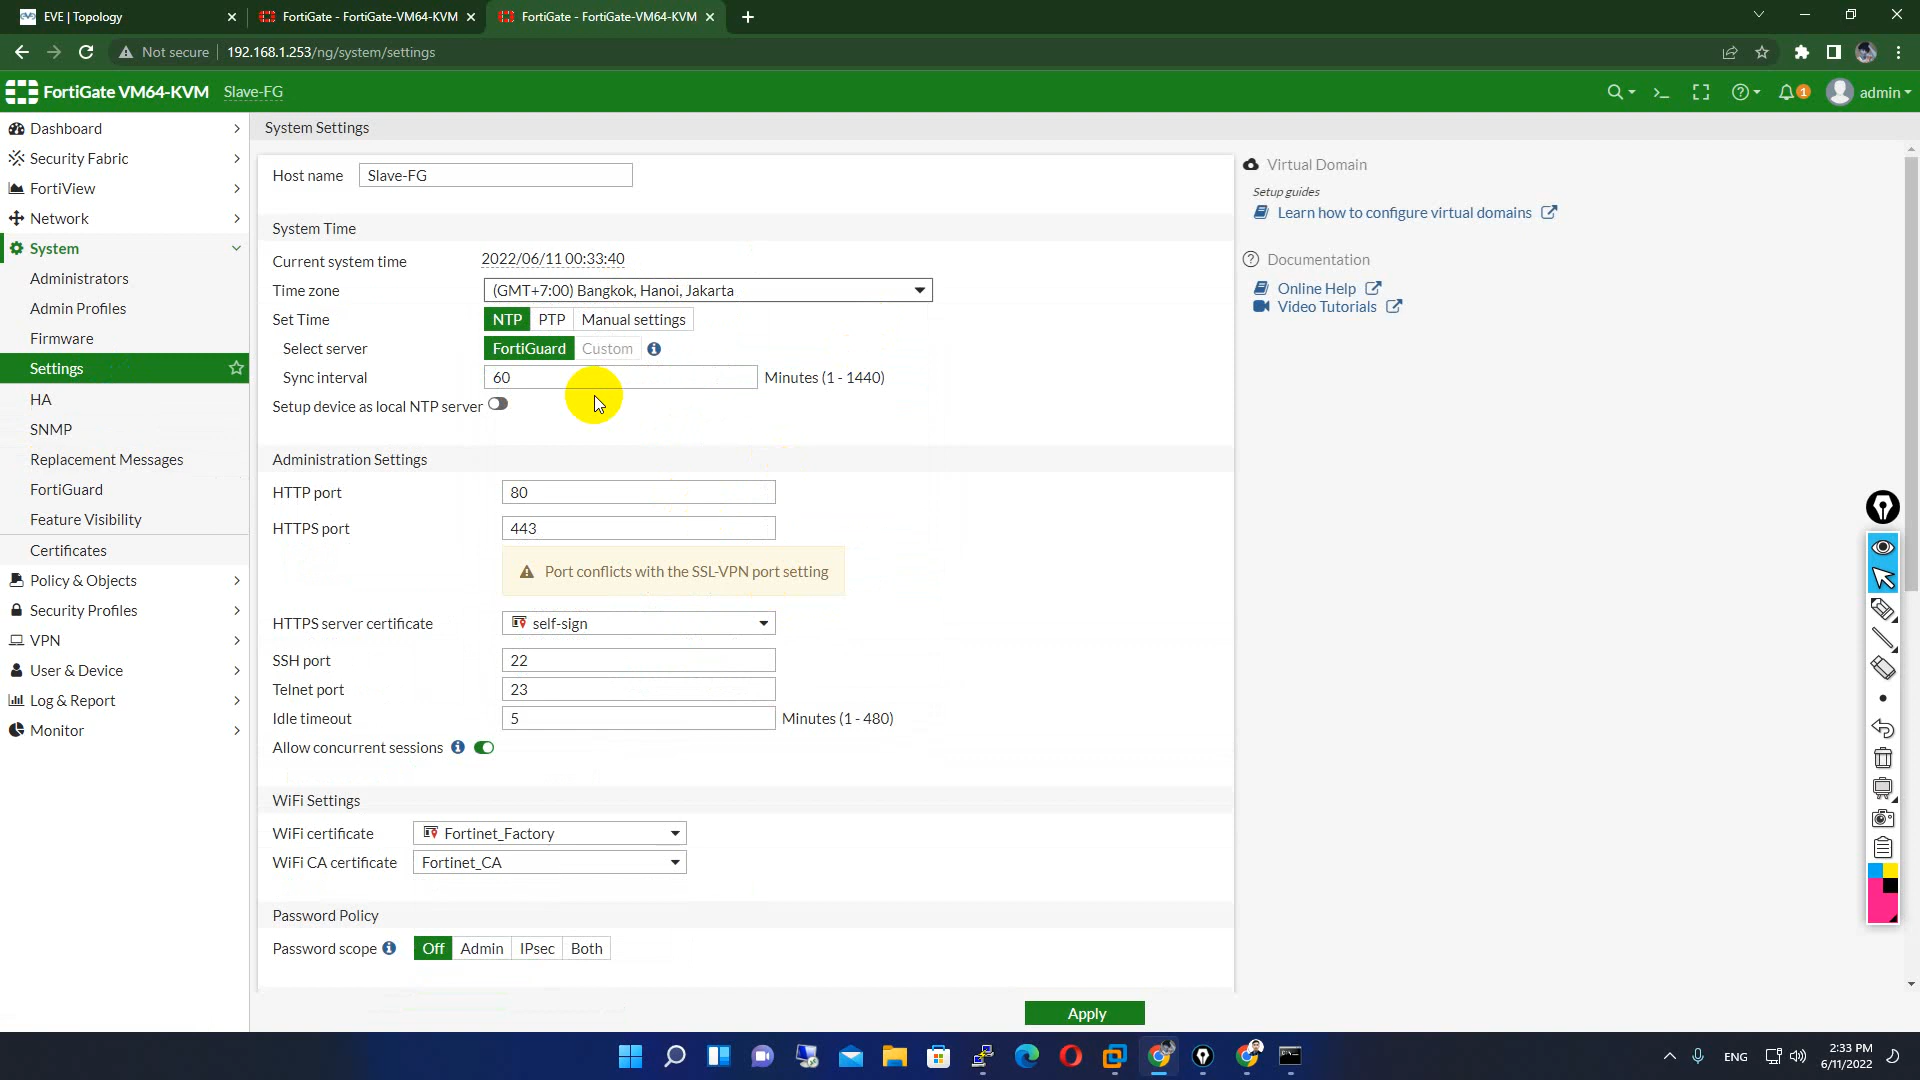 EVE | Topology
FortiGate - FortiGate-VM64-KVM
FortiGate - FortiGate-VM64-KVM
Not secure
192.168.1.253/ng/system/settings
FortiGate VM64-KVM
Slave-FG
1
admin
Dashboard
Security Fabric
FortiView
Network
System
Administrators
Admin Profiles
Firmware
Settings
HA
SNMP
Replacement Messages
FortiGuard
Feature Visibility
Certificates
Policy & Objects
Security Profiles
VPN
User & Device
Log & Report
Monitor
System Settings
Host name Slave-FG
System Time
Current system time 2022/06/11 00:33:40
Time zone (GMT+7:00) Bangkok, Hanoi, Jakarta
Set Time NTP PTP Manual settings
Select server FortiGuard Custom
Sync interval 60 Minutes (1 - 1440)
Setup device as local NTP server
Administration Settings
HTTP port 80
HTTPS port 443
Port conflicts with the SSL-VPN port setting
HTTPS server certificate self-sign
SSH port 22
Telnet port 23
Idle timeout 5 Minutes (1 - 480)
Allow concurrent sessions
WiFi Settings
WiFi certificate Fortinet_Factory
WiFi CA certificate Fortinet_CA
Password Policy
Password scope Off Admin IPsec Both
Apply
Virtual Domain
Setup guides
Learn how to configure virtual domains
Documentation
Online Help
Video Tutorials
ENG
2:33 PM
6/11/2022